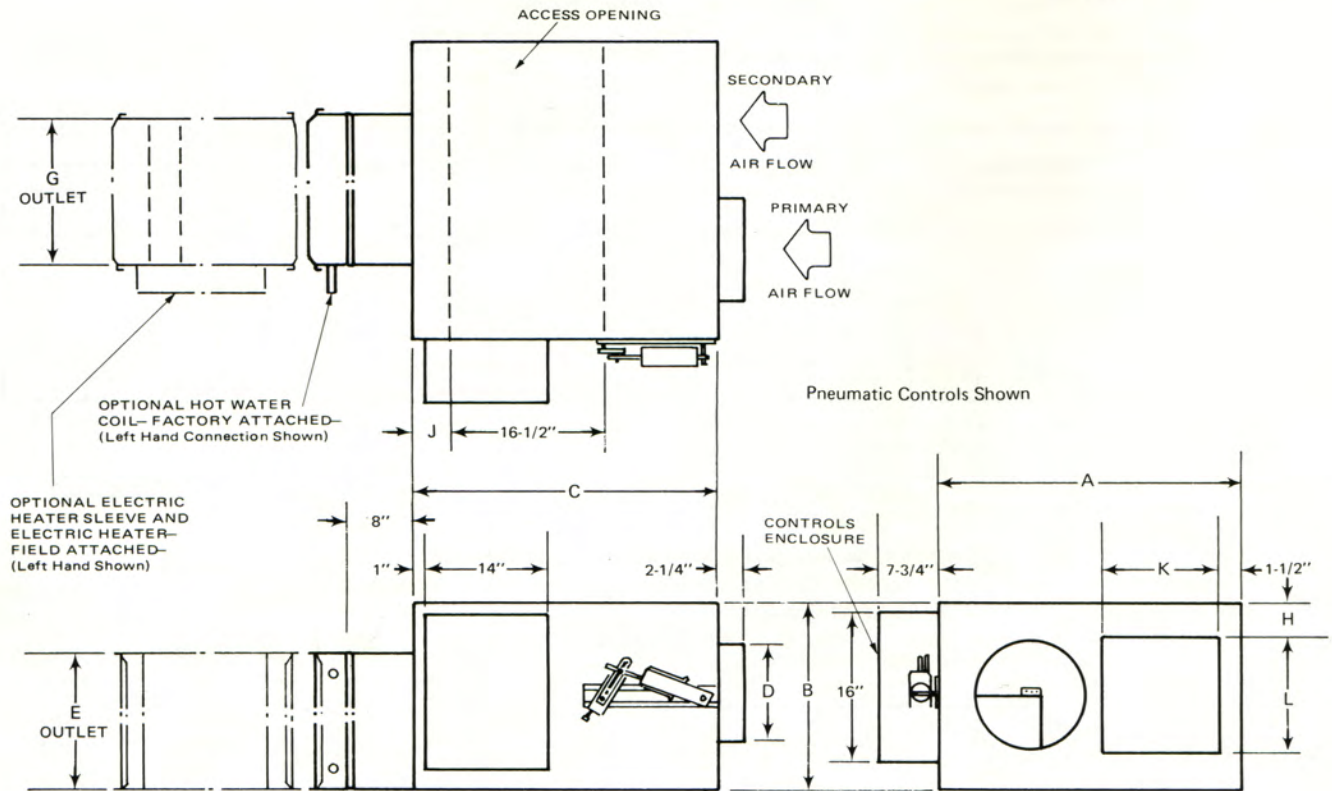 ACCESS OPENING
SECONDARY
AIR FLOW
PRIMARY
AIR FLOW
G
OUTLET
OPTIONAL HOT WATER
COIL— FACTORY ATTACHED—
(Left Hand Connection Shown)
J
16-1/2"
Pneumatic Controls Shown
OPTIONAL ELECTRIC
HEATER SLEEVE AND
ELECTRIC HEATER—
FIELD ATTACHED—
(Left Hand Shown)
C
A
8"
1"
14"
2-1/4"
CONTROLS
ENCLOSURE
7-3/4"
K
1-1/2"
H
E
OUTLET
D
B
16"
L